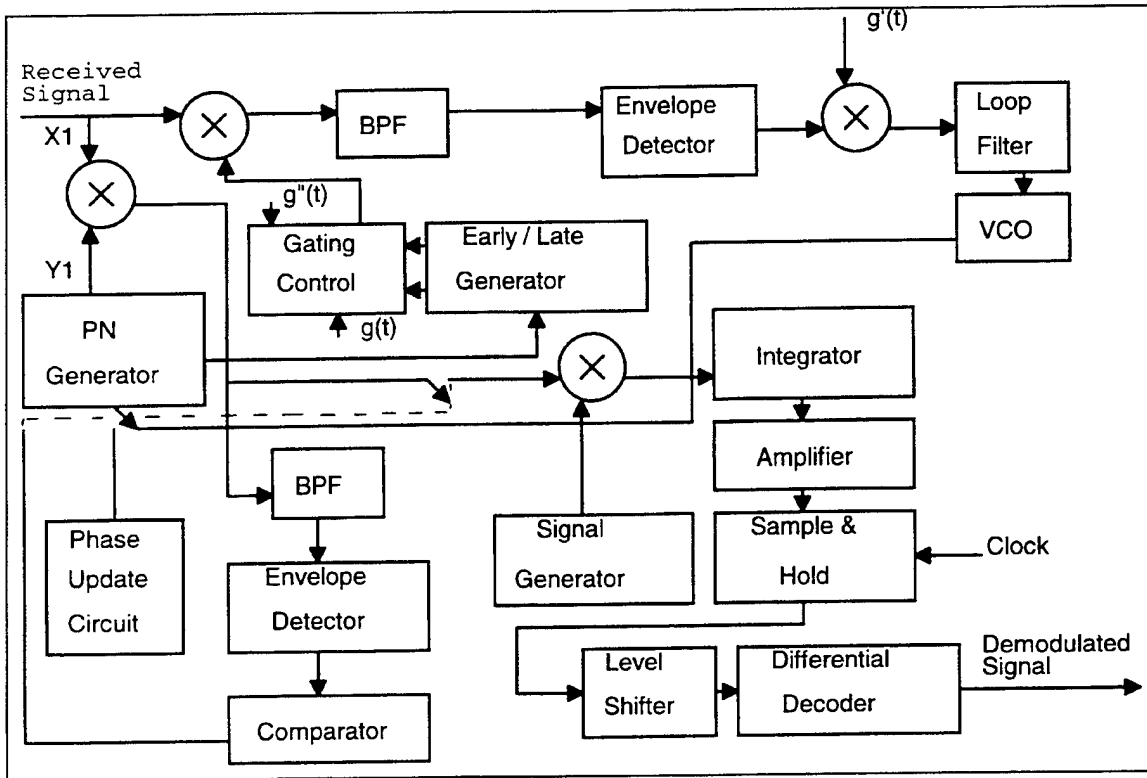 g'(t)
Received
Signal
X1
BPF
Envelope
Detector
Loop
Filter
g"(t)
Gating
Control
Early / Late
Generator
VCO
Y1
g(t)
PN
Generator
Integrator
Amplifier
BPF
Phase
Update
Circuit
Signal
Generator
Sample &
Hold
Clock
Envelope
Detector
Level
Shifter
Differential
Decoder
Demodulated
Signal
Comparator